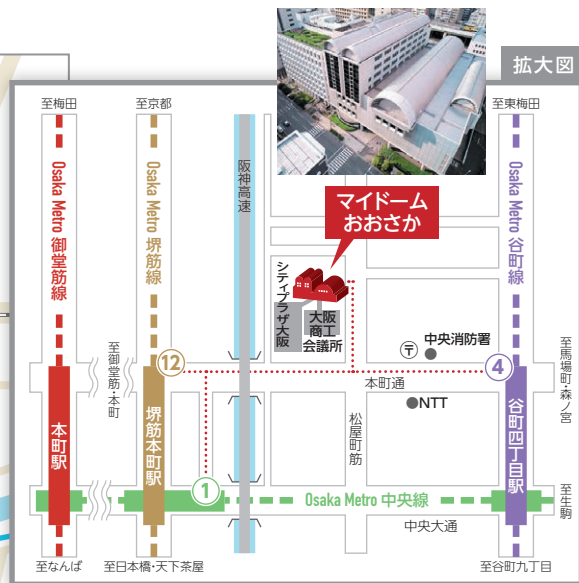 拡大図
至梅田
至京都
至東梅田
Osaka Metro 御堂筋線
Osaka Metro 堺筋線
阪神高速
Osaka Metro 谷町線
マイドーム
おおさか
シティプラザ大阪
大阪
商工
会議所
〒
中央消防署
至御堂筋・本町
12
4
至馬場町・森ノ宮
本町通
NTT
本町駅
堺筋本町駅
松屋町筋
谷町四丁目駅
1
Osaka Metro 中央線
至生駒
中央大通
至なんば
至日本橋・天下茶屋
至谷町九丁目